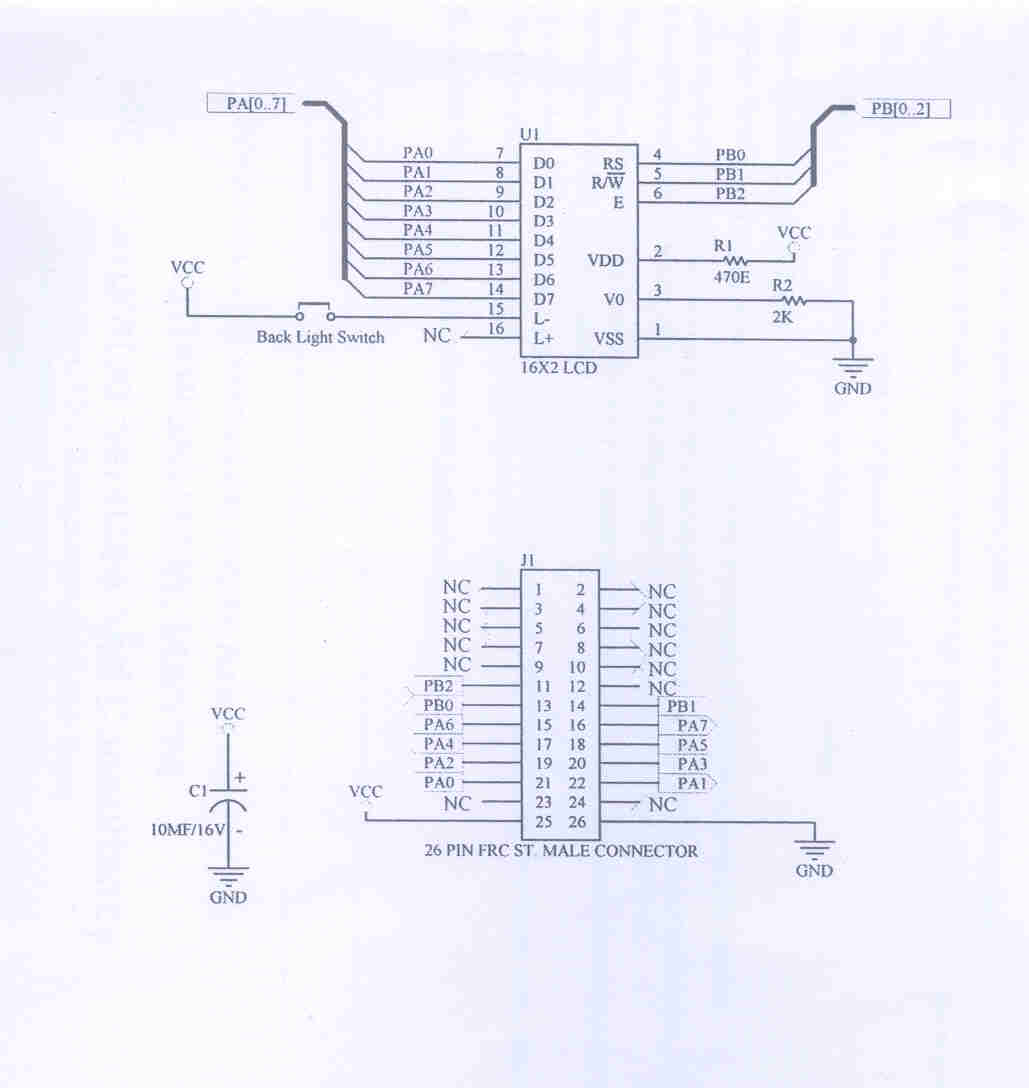 PA[0..7]
PB[0..2]
U1
PA0 7 D0 RS 4 PB0
PA1 8 D1 R/W 5 PB1
PA2 9 D2 E 6 PB2
PA3 10 D3
PA4 11 D4
PA5 12 D5 VDD 2 R1 470E VCC
PA6 13 D6
PA7 14 D7 V0 3 R2 2K
VCC
Back Light Switch
15 L-
NC 16 L+ VSS 1
16X2 LCD
GND
J1
NC 1 2 NC
NC 3 4 NC
NC 5 6 NC
NC 7 8 NC
NC 9 10 NC
PB2 11 12 NC
PB0 13 14 PB1
PA6 15 16 PA7
PA4 17 18 PA5
PA2 19 20 PA3
PA0 21 22 PA1
NC 23 24 NC
VCC 25 26
GND
26 PIN FRC ST. MALE CONNECTOR
VCC
C1 +
10MF/16V -
GND